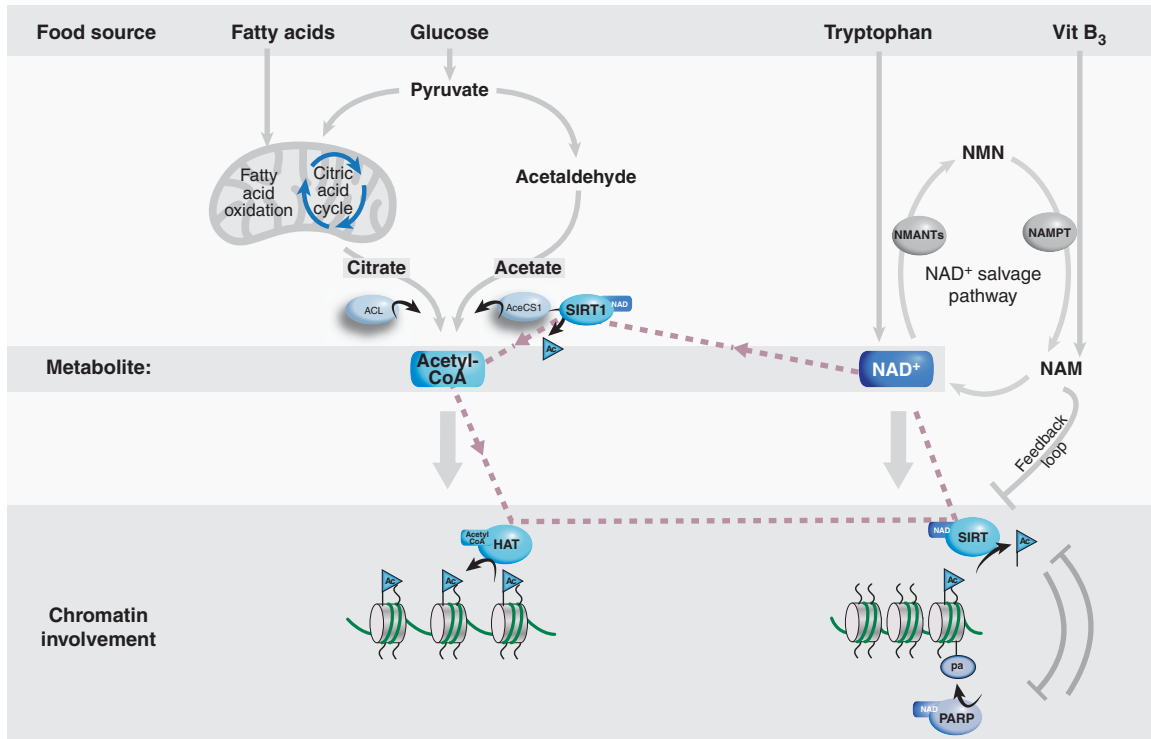 Food source
Fatty acids
Glucose
Tryptophan
Vit B₃
Pyruvate
NMN
Acetaldehyde
Fatty
acid
oxidation
Citric
acid
cycle
NMANTs
NAMPT
NAD⁺ salvage
pathway
Citrate
Acetate
ACL
AceCS1
SIRT1
NAD
Ac
Metabolite:
Acetyl-
CoA
NAD⁺
NAM
Feedback
loop
Acetyl
CoA
HAT
NAD
SIRT
Ac
Ac
Ac
Ac
Ac
Chromatin
involvement
pa
NAD
PARP